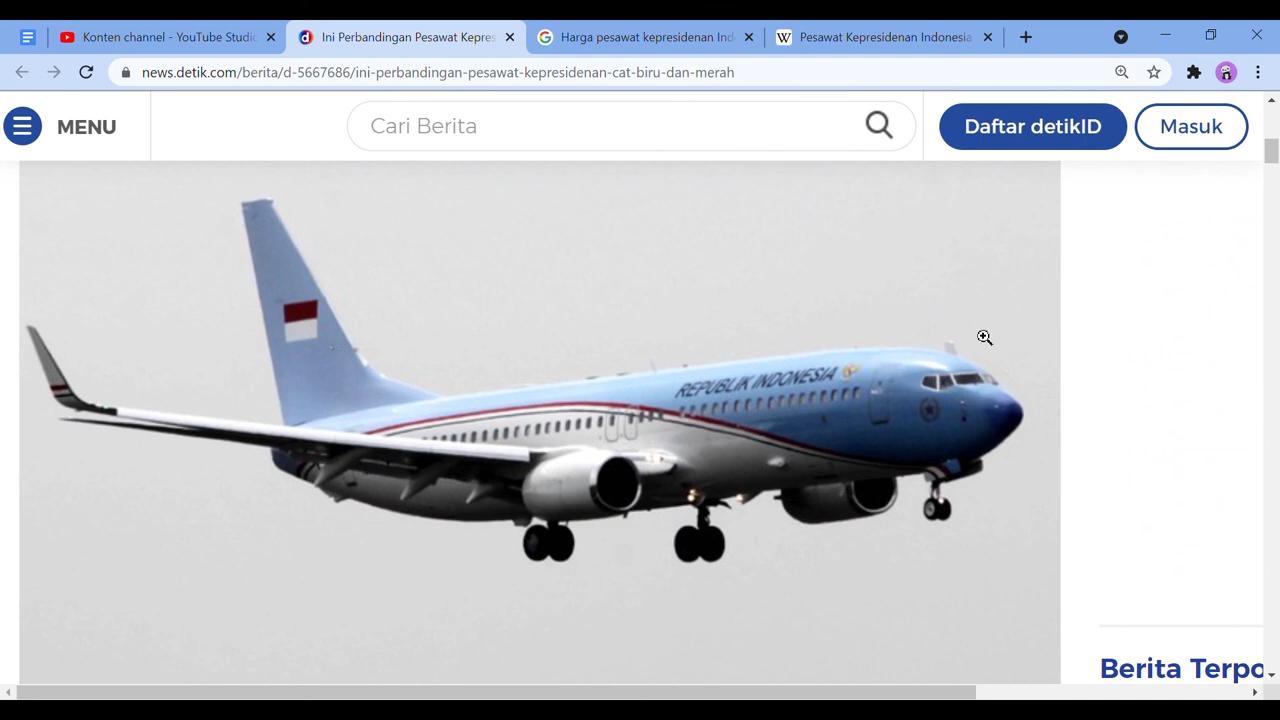 Konten channel - YouTube Studio
Ini Perbandingan Pesawat Kepres
Harga pesawat kepresidenan Ind
Pesawat Kepresidenan Indonesia
news.detik.com/berita/d-5667686/ini-perbandingan-pesawat-kepresidenan-cat-biru-dan-merah
MENU
Cari Berita
Daftar detikID
Masuk
REPUBLIK INDONESIA
Berita Terpo